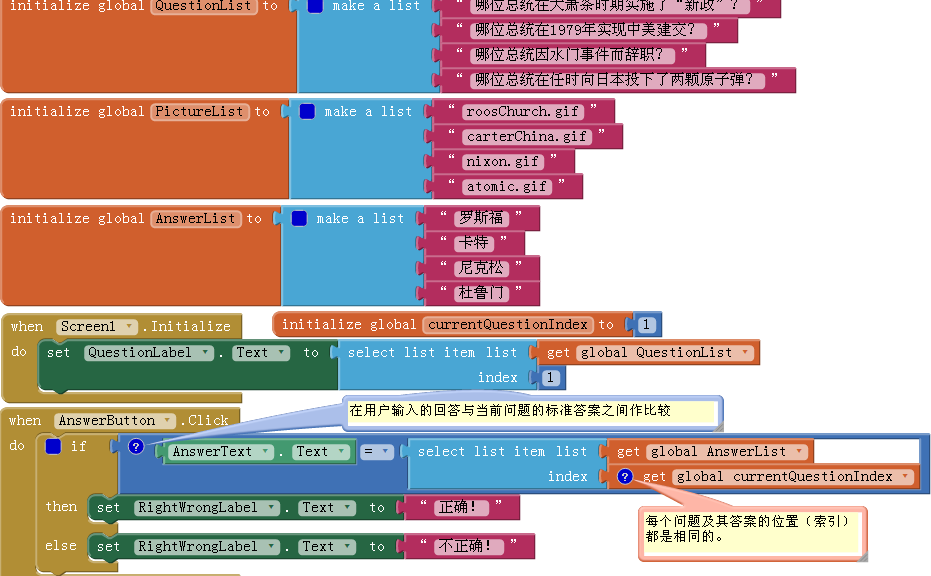 initialize global QuestionList to make a list “ 哪位总统在大萧条时期实施了“新政”？ ”
“ 哪位总统在1979年实现中美建交？ ”
“ 哪位总统因水门事件而辞职？ ”
“ 哪位总统在任时向日本投下了两颗原子弹？ ”
initialize global PictureList to make a list “ roosChurch.gif ”
“ carterChina.gif ”
“ nixon.gif ”
“ atomic.gif ”
initialize global AnswerList to make a list “ 罗斯福 ”
“ 卡特 ”
“ 尼克松 ”
“ 杜鲁门 ”
when Screen1 .Initialize
initialize global currentQuestionIndex to 1
do set QuestionLabel . Text to select list item list get global QuestionList
index 1
在用户输入的回答与当前问题的标准答案之间作比较
when AnswerButton .Click
do if ? AnswerText . Text = select list item list get global AnswerList
index ? get global currentQuestionIndex
then set RightWrongLabel . Text to “ 正确！ ”
每个问题及其答案的位置（索引）
都是相同的。
else set RightWrongLabel . Text to “ 不正确！ ”